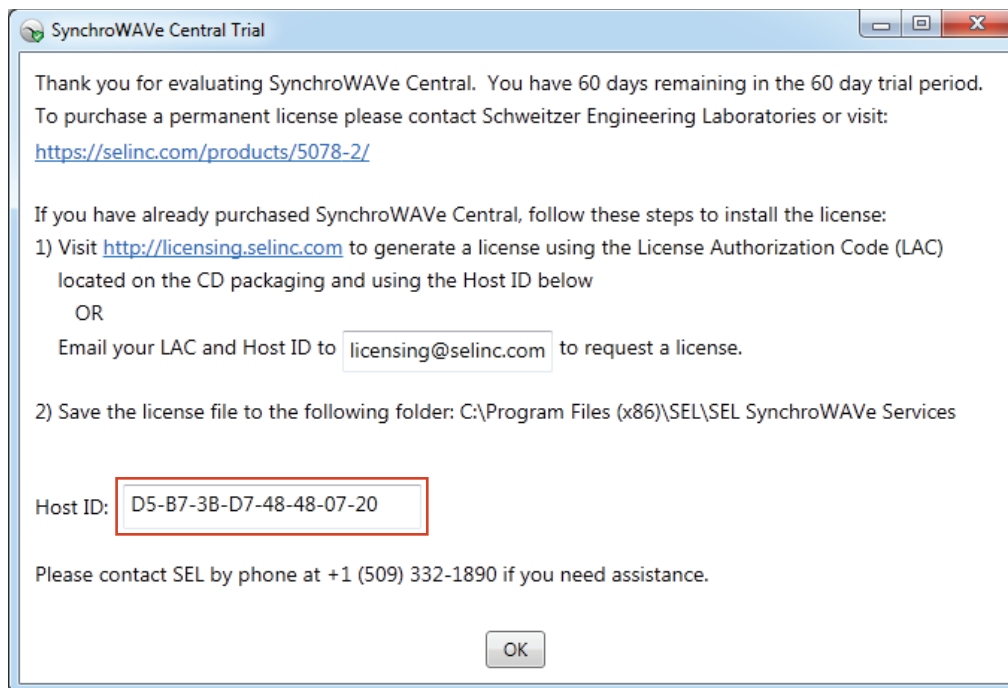 SynchroWAVe Central Trial
Thank you for evaluating SynchroWAVe Central.  You have 60 days remaining in the 60 day trial period.
To purchase a permanent license please contact Schweitzer Engineering Laboratories or visit:
https://selinc.com/products/5078-2/
If you have already purchased SynchroWAVe Central, follow these steps to install the license:
1) Visit http://licensing.selinc.com to generate a license using the License Authorization Code (LAC)
located on the CD packaging and using the Host ID below
OR
Email your LAC and Host ID to licensing@selinc.com to request a license.
2) Save the license file to the following folder: C:\Program Files (x86)\SEL\SEL SynchroWAVe Services
Host ID: D5-B7-3B-D7-48-48-07-20
Please contact SEL by phone at +1 (509) 332-1890 if you need assistance.
OK